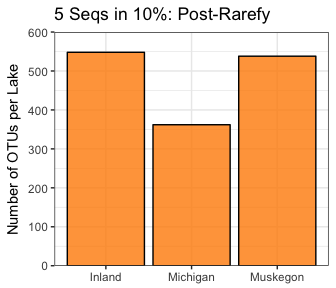 5 Seqs in 10%: Post-Rarefy
Number of OTUs per Lake
600
500
400
300
200
100
0
Inland Michigan Muskegon